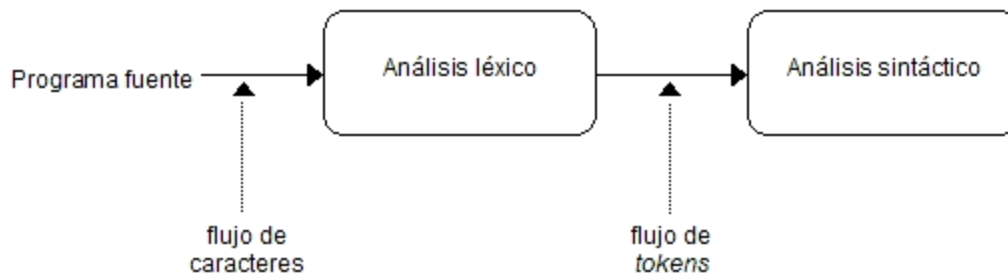 Programa fuente
Análisis léxico
Análisis sintáctico
flujo de
caracteres
flujo de
tokens